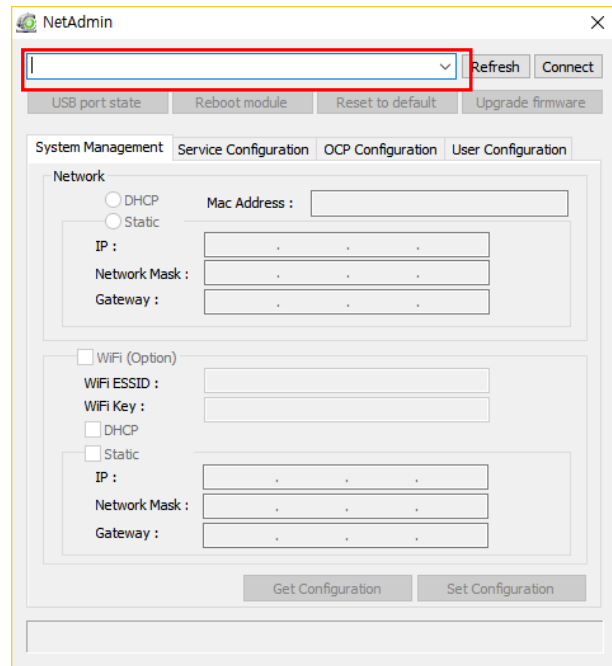 NetAdmin
Refresh Connect
USB port state Reboot module Reset to default Upgrade firmware
System Management Service Configuration OCP Configuration User Configuration
Network
DHCP Mac Address :
Static
IP : . . .
Network Mask : . . .
Gateway : . . .
WiFi (Option)
WiFi ESSID :
WiFi Key :
DHCP
Static
IP : . . .
Network Mask : . . .
Gateway : . . .
Get Configuration Set Configuration